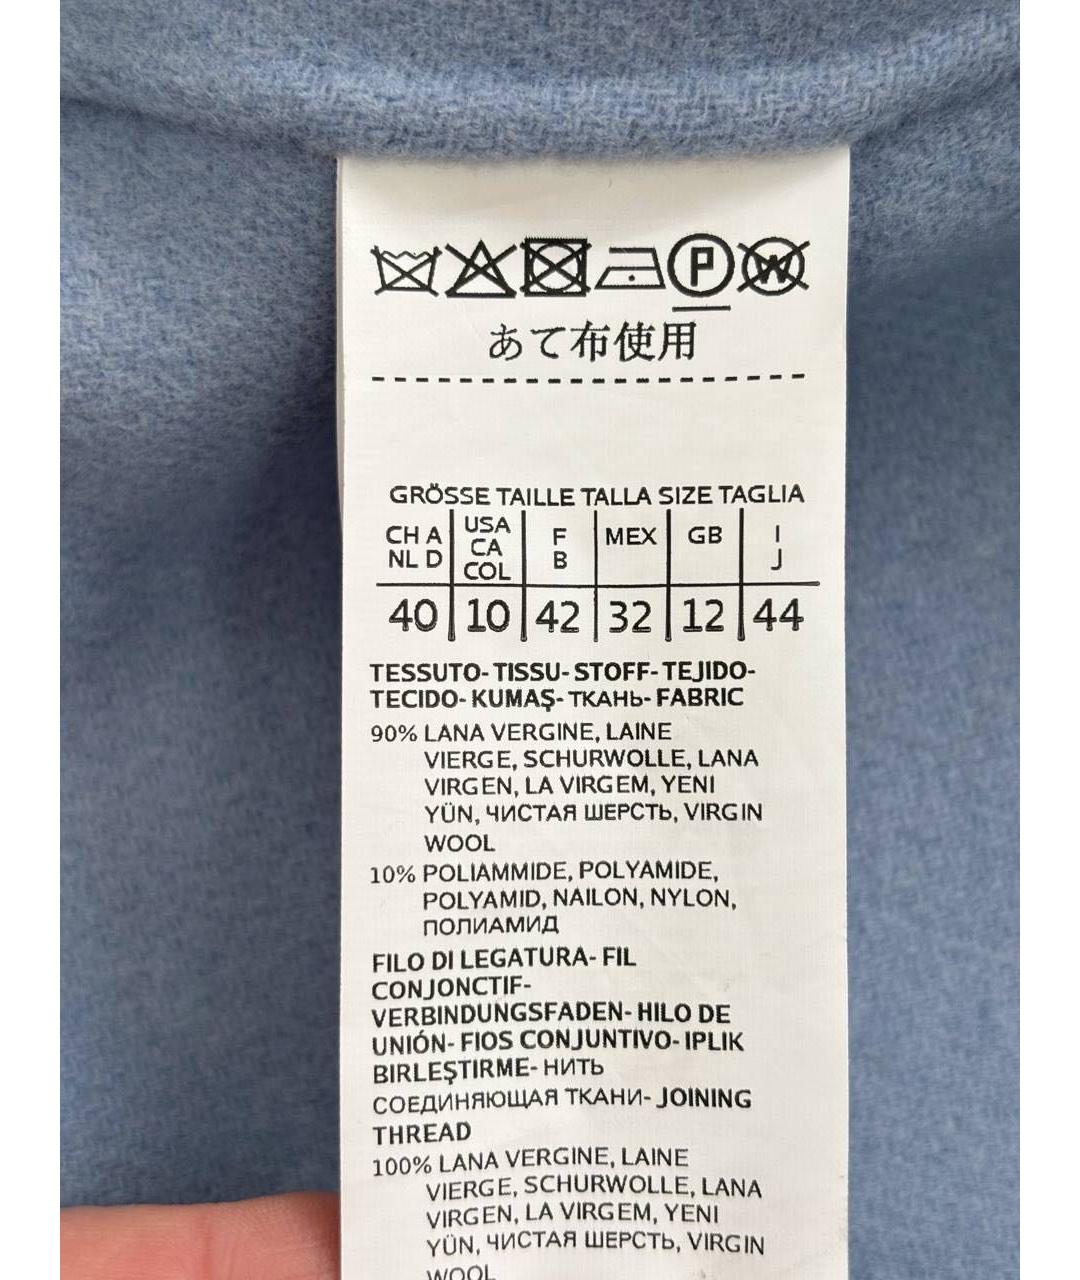 P W
あて布使用
GRÖSSE TAILLE TALLA SIZE TAGLIA
CH A NL D | USA CA COL | F B | MEX | GB | I J
40 | 10 | 42 | 32 | 12 | 44
TESSUTO-TISSU-STOFF-TEJIDO-
TECIDO-KUMAŞ-ТКАНЬ-FABRIC
90% LANA VERGINE, LAINE
VIERGE, SCHURWOLLE, LANA
VIRGEN, LA VIRGEM, YENI
YÜN, ЧИСТАЯ ШЕРСТЬ, VIRGIN
WOOL
10% POLIAMMIDE, POLYAMIDE,
POLYAMID, NAILON, NYLON,
ПОЛИАМИД
FILO DI LEGATURA-FIL
CONJONCTIF-
VERBINDUNGSFADEN-HILO DE
UNIÓN-FIOS CONJUNTIVO-IPLIK
BIRLEŞTIRME-НИТЬ
СОЕДИНЯЮЩАЯ ТКАНИ-JOINING
THREAD
100% LANA VERGINE, LAINE
VIERGE, SCHURWOLLE, LANA
VIRGEN, LA VIRGEM, YENI
YÜN, ЧИСТАЯ ШЕРСТЬ, VIRGIN
WOOL